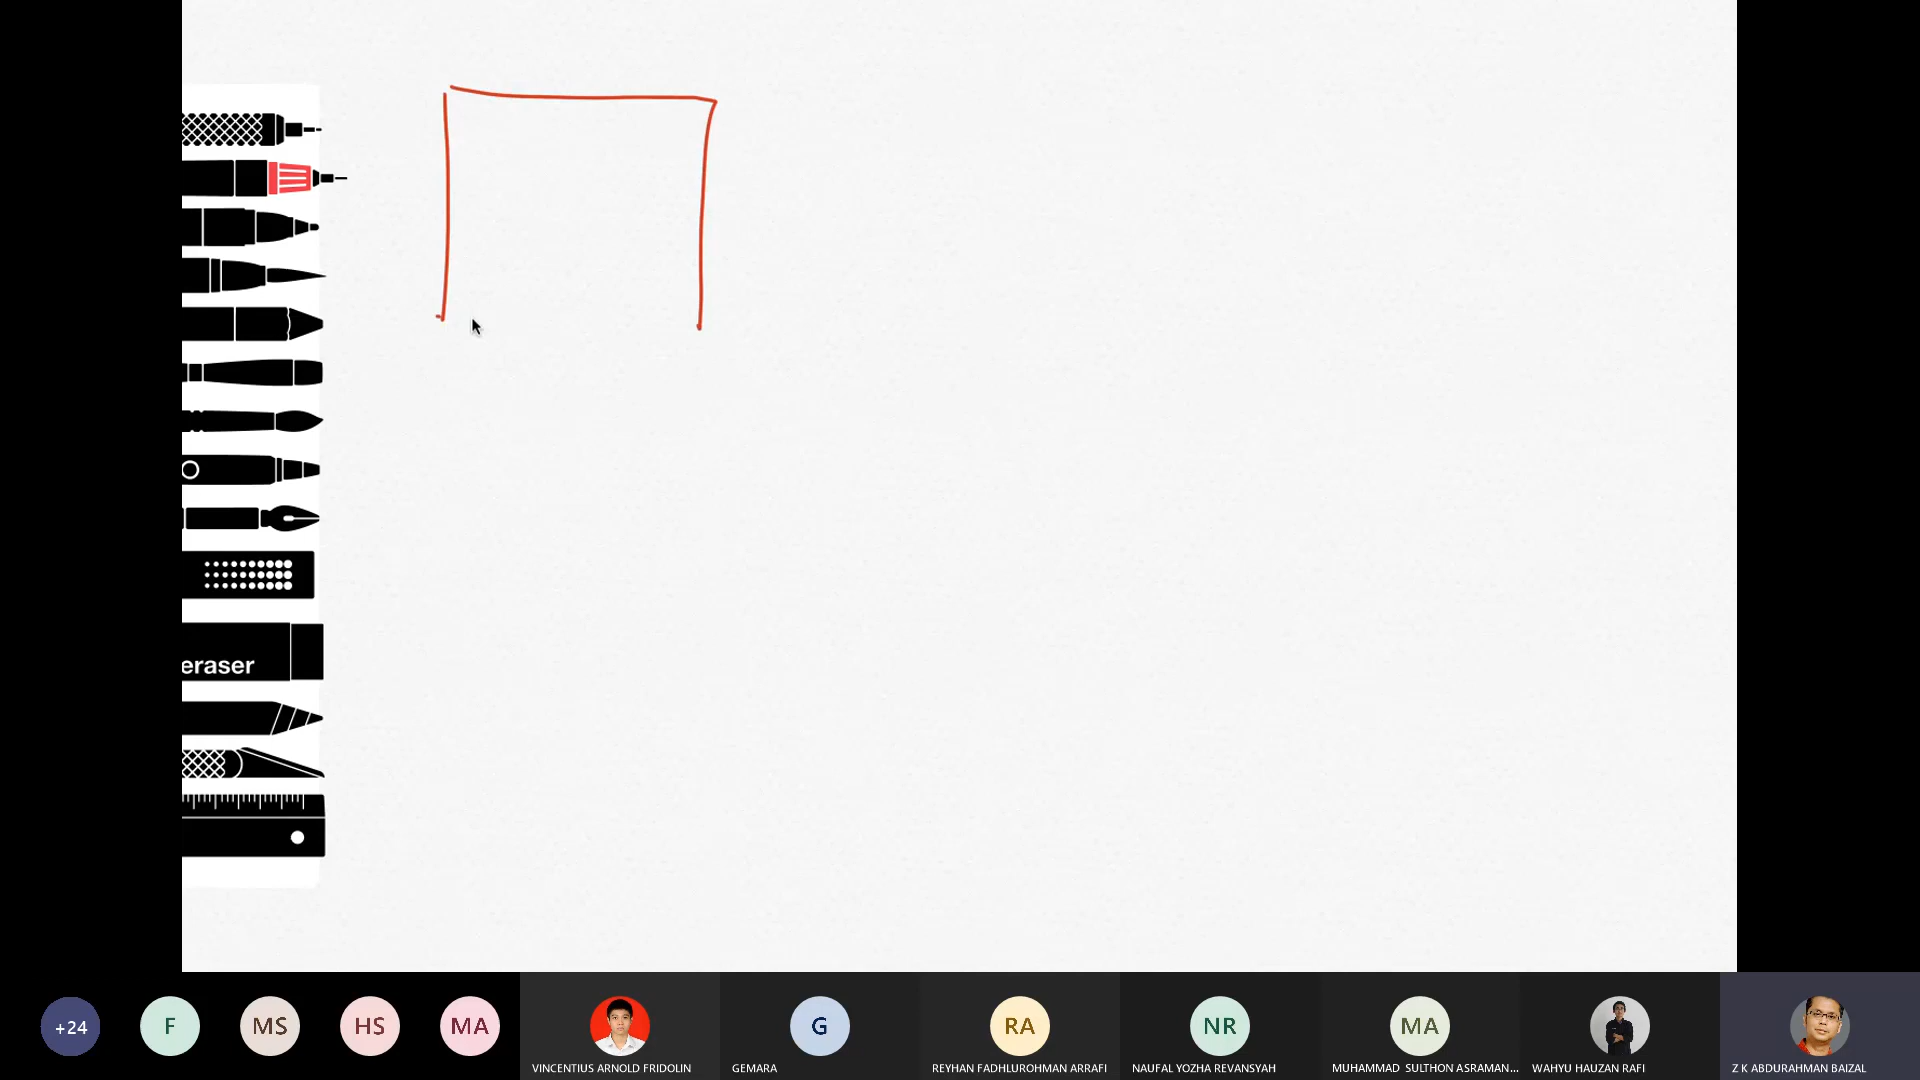 eraser
+24
F
MS
HS
MA
VINCENTIUS ARNOLD FRIDOLIN
G
GEMARA
RA
REYHAN FADHLUROHMAN ARRAFI
NR
NAUFAL YOZHA REVANSYAH
MA
MUHAMMAD SULTHON ASRAMAN...
WAHYU HAUZAN RAFI
Z K ABDURAHMAN BAIZAL